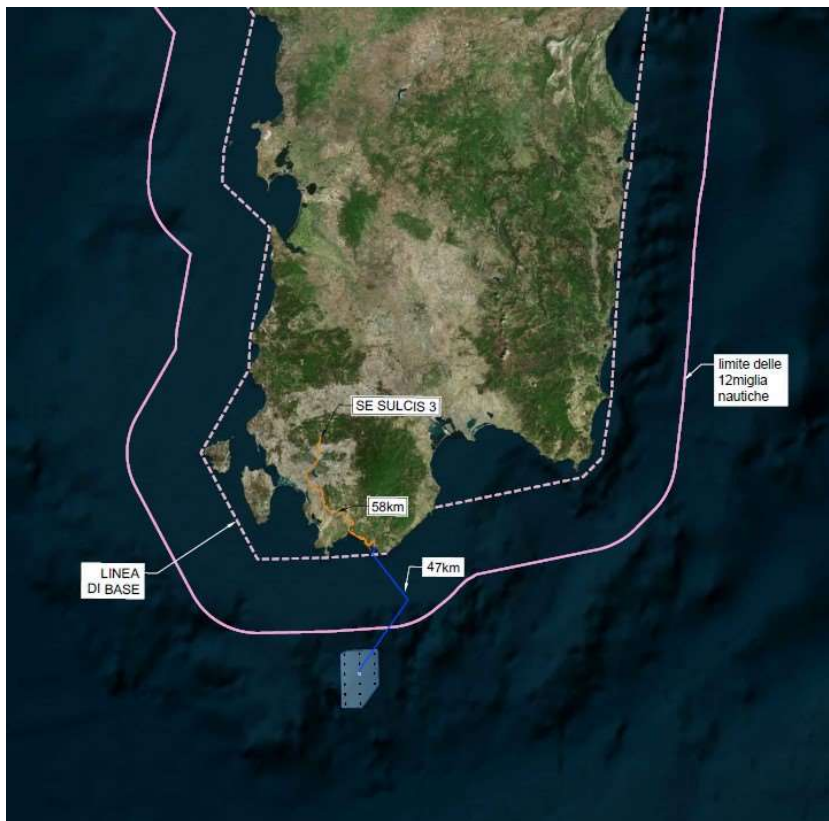 limite delle
12miglia
nautiche
SE SULCIS 3
58km
47km
LINEA
DI BASE